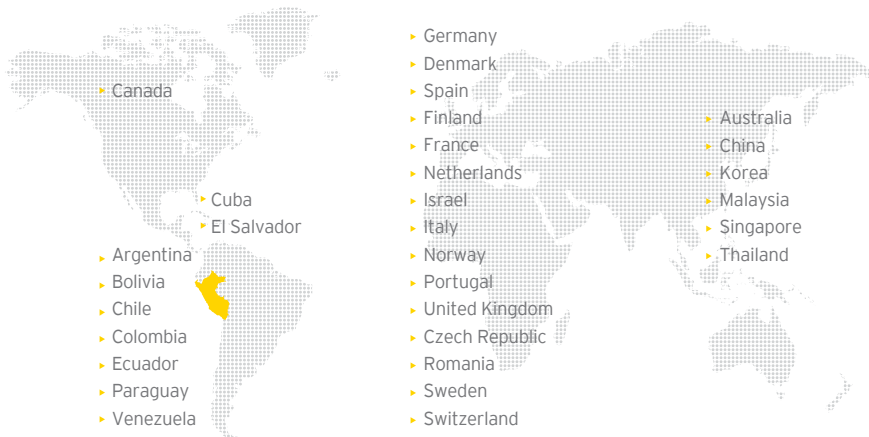 Canada
Cuba
El Salvador
Argentina
Bolivia
Chile
Colombia
Ecuador
Paraguay
Venezuela
Germany
Denmark
Spain
Finland
France
Netherlands
Israel
Italy
Norway
Portugal
United Kingdom
Czech Republic
Romania
Sweden
Switzerland
Australia
China
Korea
Malaysia
Singapore
Thailand